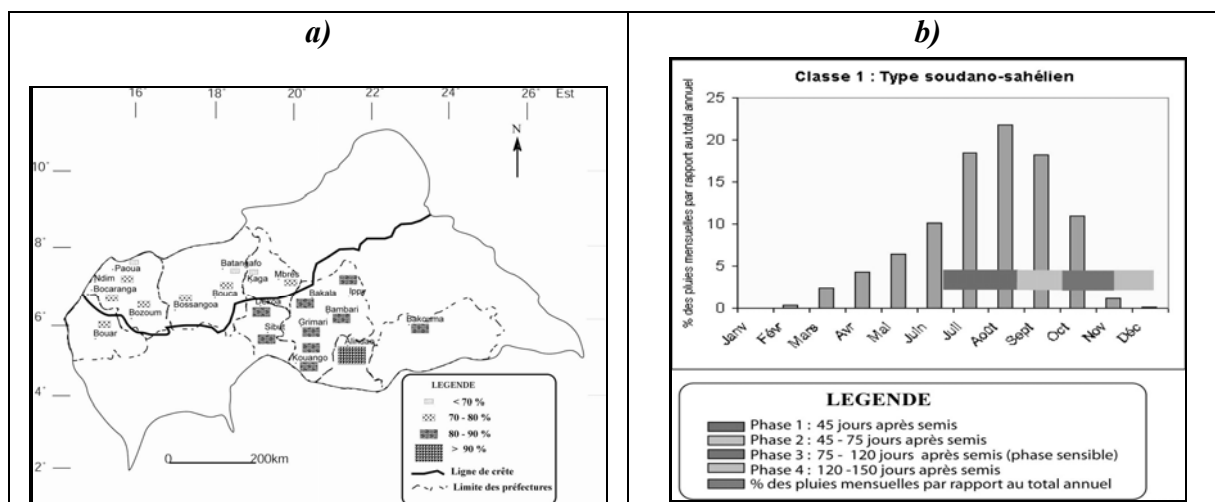 a)
16°
18°
20°
22°
24°
26° Est
N
10°
8°
6°
4°
2°
Paoua
Ndim
Bocaranga
Bozoum
Bouar
Bossangoa
Batangafo
Bouca
Kaga
Mbrès
Bakala
Ippy
Sibut
Grimari
Bambari
Kouango
Alindao
Bakouma
0 200km
LEGENDE
< 70 %
70 - 80 %
80 - 90 %
> 90 %
Ligne de crête
Limite des préfectures
b)
Classe 1 : Type soudano-sahélien
% des pluies mensuelles par rapport au total annuel
25
20
15
10
5
0
Janv Févr Mars Avr Mai Juin Juil Août Sept Oct Nov Déc
LEGENDE
Phase 1 : 45 jours après semis
Phase 2 : 45 - 75 jours après semis
Phase 3 : 75 - 120 jours après semis (phase sensible)
Phase 4 : 120 -150 jours après semis
% des pluies mensuelles par rapport au total annuel